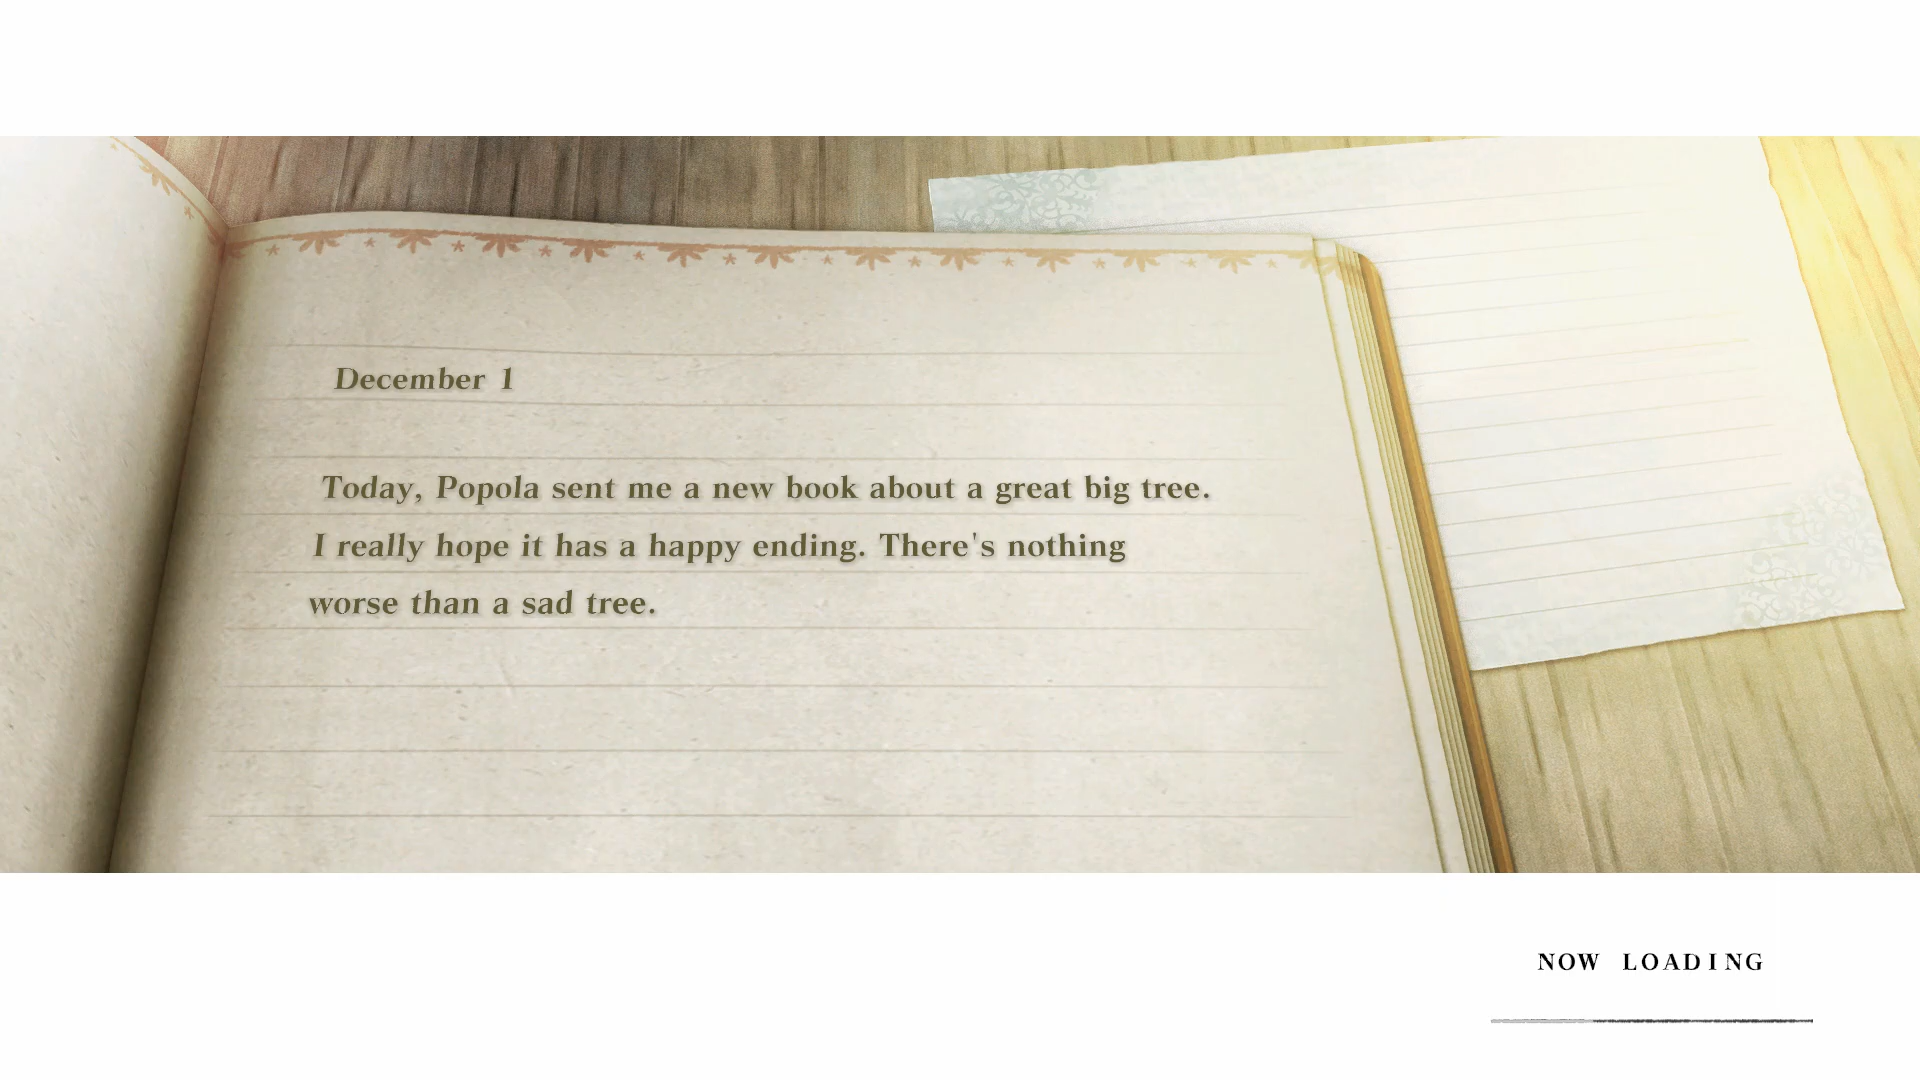 December 1
Today, Popola sent me a new book about a great big tree.
I really hope it has a happy ending. There's nothing
worse than a sad tree.
NOW LOADING